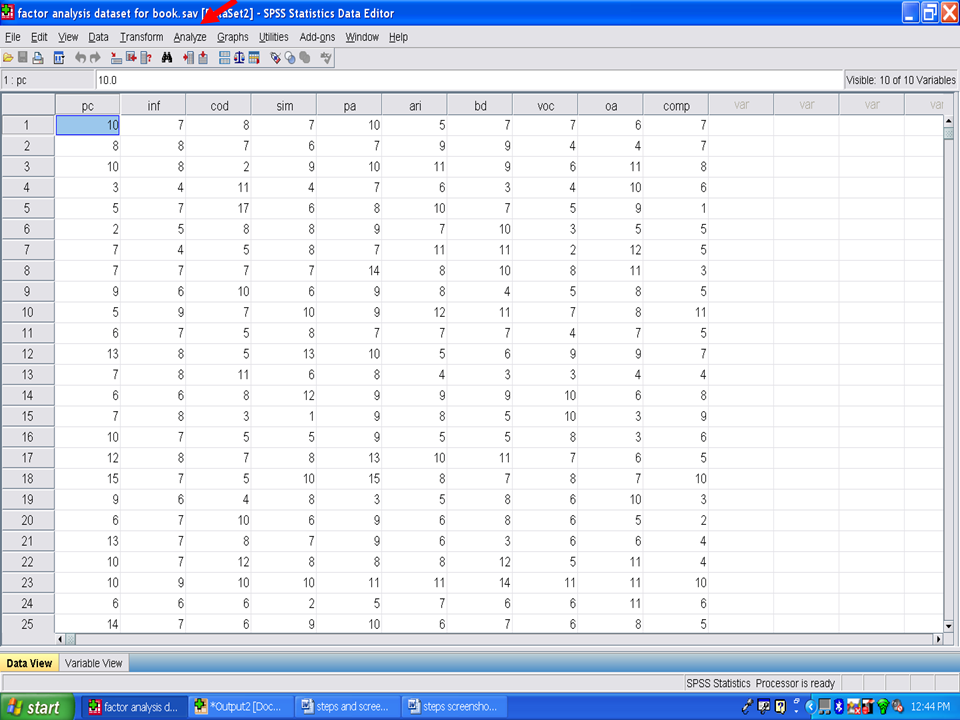 factor analysis dataset for book.sav [DataSet2] - SPSS Statistics Data Editor
File Edit View Data Transform Analyze Graphs Utilities Add-ons Window Help
1 : pc 10.0 Visible: 10 of 10 Variables
pc inf cod sim pa ari bd voc oa comp var var var var
1 10 7 8 7 10 5 7 7 6 7
2 8 8 7 6 7 9 9 4 4 7
3 10 8 2 9 10 11 9 6 11 8
4 3 4 11 4 7 6 3 4 10 6
5 5 7 17 6 8 10 7 5 9 1
6 2 5 8 8 9 7 10 3 5 5
7 7 4 5 8 7 11 11 2 12 5
8 7 7 7 7 14 8 10 8 11 3
9 9 6 10 6 9 8 4 5 8 5
10 5 9 7 10 9 12 11 7 8 11
11 6 7 5 8 7 7 7 4 7 5
12 13 8 5 13 10 5 6 9 9 7
13 7 8 11 6 8 4 3 3 4 4
14 6 6 8 12 9 9 9 10 6 8
15 7 8 3 1 9 8 5 10 3 9
16 10 7 5 5 9 5 5 8 3 6
17 12 8 7 8 13 10 11 7 6 5
18 15 7 5 10 15 8 7 8 7 10
19 9 6 4 8 3 5 8 6 10 3
20 6 7 10 6 9 6 8 6 5 2
21 13 7 8 7 9 6 3 6 6 4
22 10 7 12 8 8 8 12 5 11 4
23 10 9 10 10 11 11 14 11 11 10
24 6 6 6 2 5 7 6 6 11 6
25 14 7 6 9 10 6 7 6 8 5
Data View Variable View
SPSS Statistics Processor is ready
start factor analysis d... *Output2 [Doc... steps and scree... steps screensho... 12:44 PM